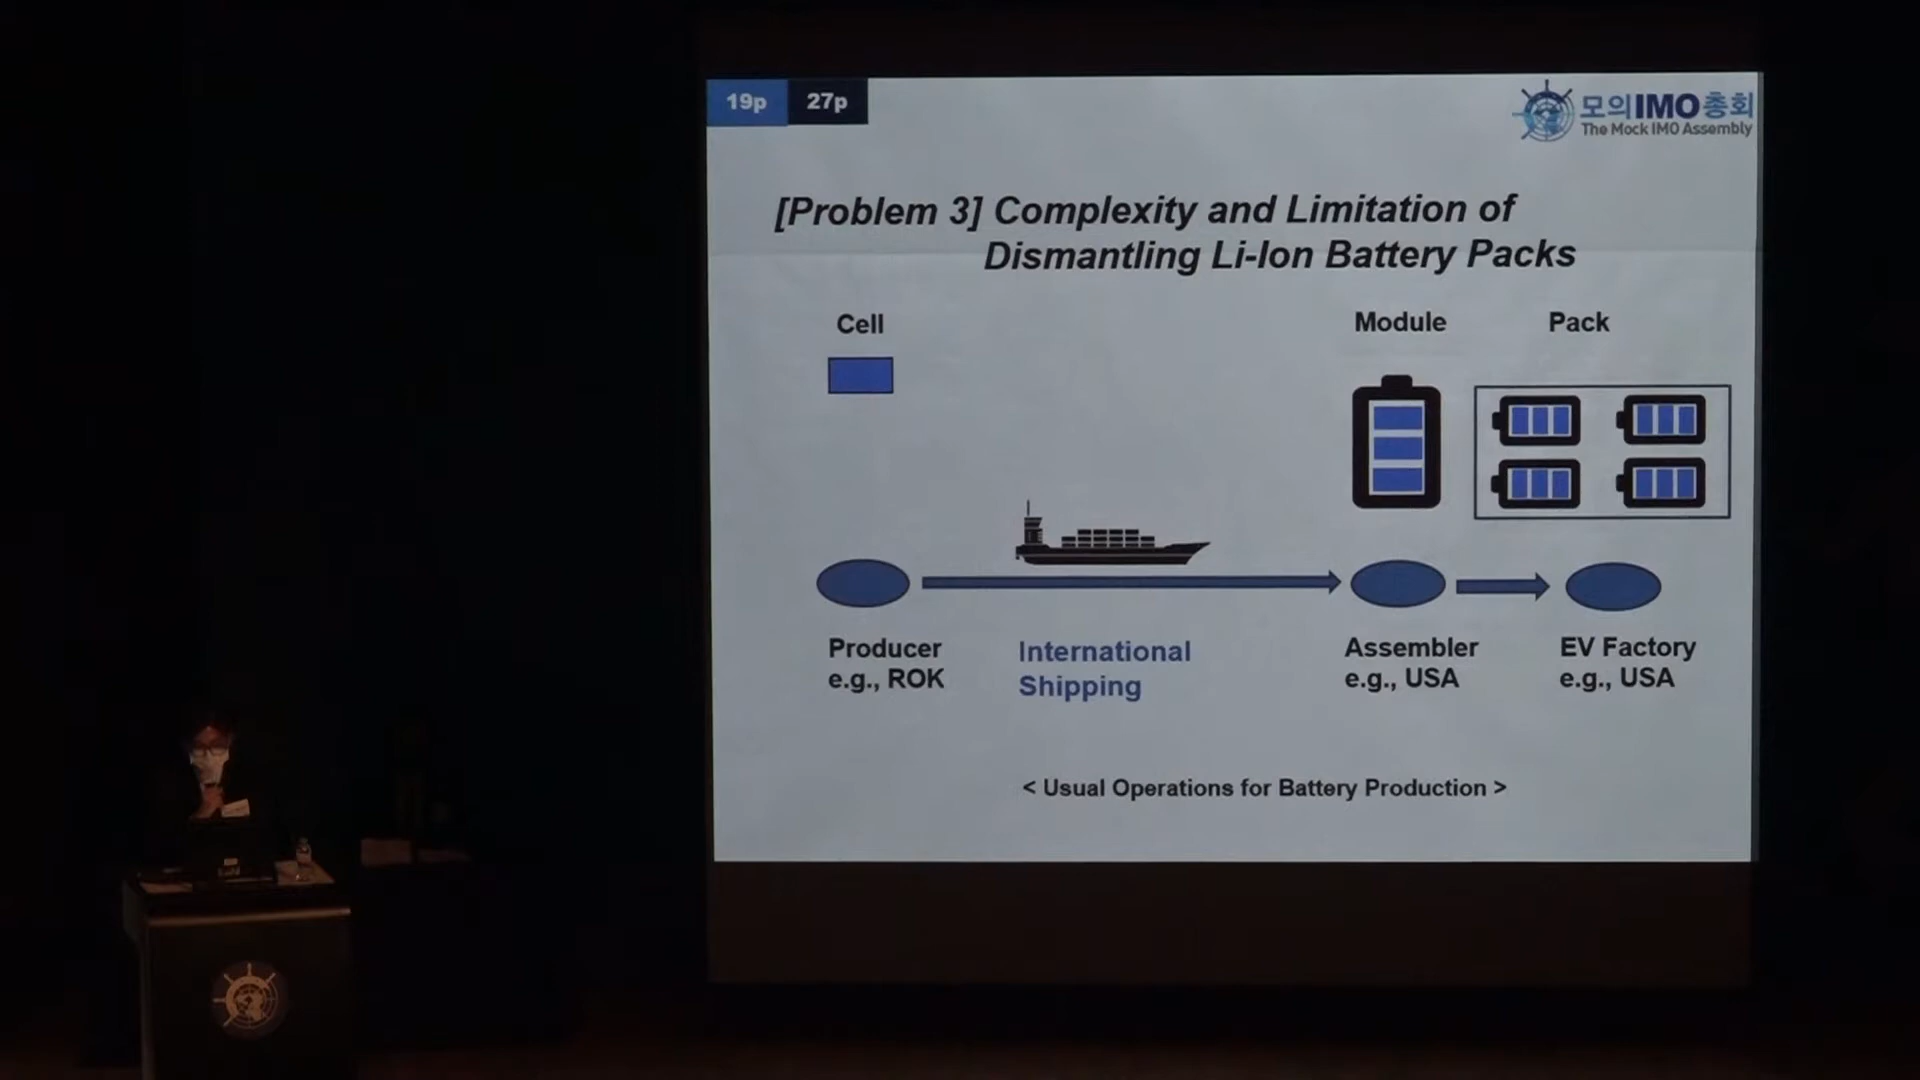 19p 27p
모의IMO총회
The Mock IMO Assembly
[Problem 3] Complexity and Limitation of
Dismantling Li-Ion Battery Packs
Cell
Module
Pack
Producer
e.g., ROK
International
Shipping
Assembler
e.g., USA
EV Factory
e.g., USA
< Usual Operations for Battery Production >